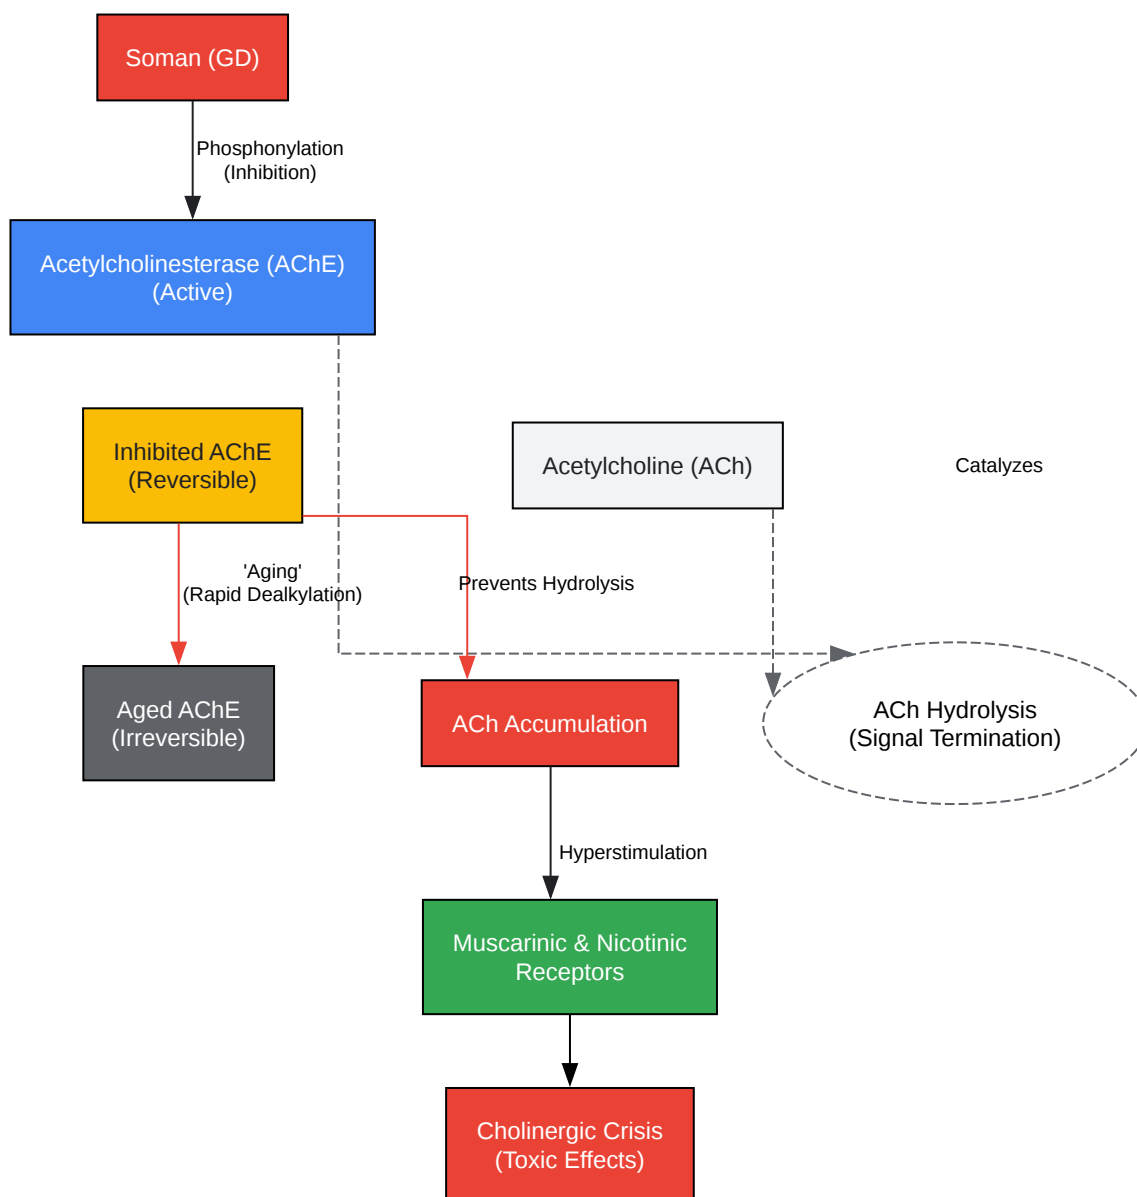 Soman (GD)
Phosphonylation
(Inhibition)
Acetylcholinesterase (AChE)
(Active)
Inhibited AChE
(Reversible)
Acetylcholine (ACh)
Catalyzes
'Aging'
(Rapid Dealkylation)
Prevents Hydrolysis
Aged AChE
(Irreversible)
ACh Accumulation
ACh Hydrolysis
(Signal Termination)
Hyperstimulation
Muscarinic & Nicotinic
Receptors
Cholinergic Crisis
(Toxic Effects)